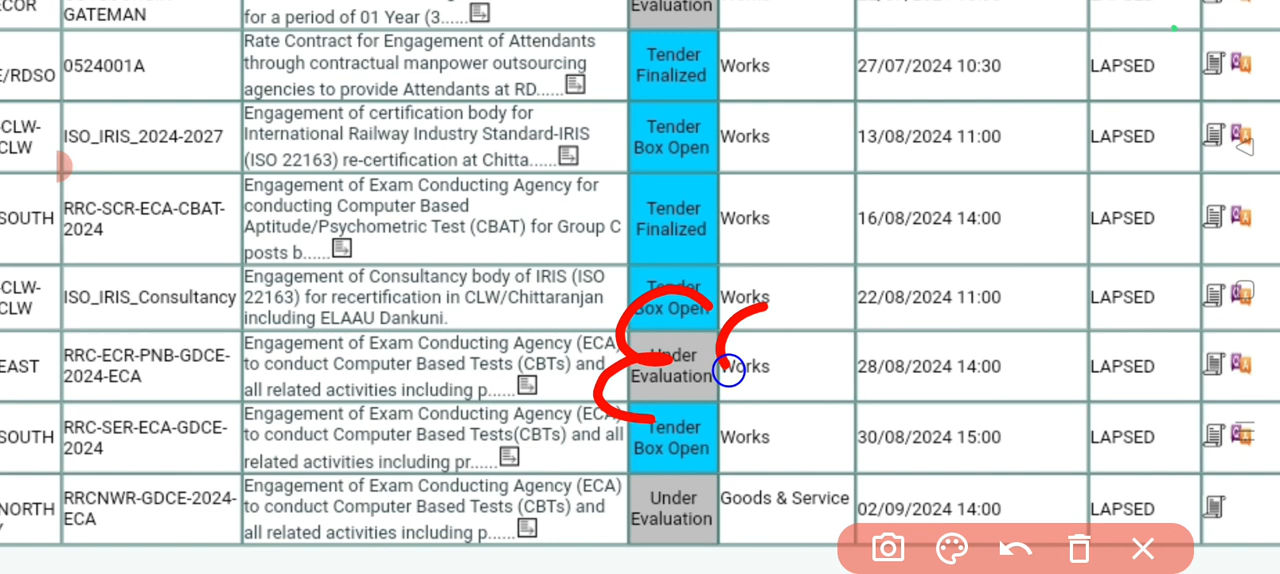 ECOR
GATEMAN
for a period of 01 Year (3......
Evaluation
E/RDSO
0524001A
Rate Contract for Engagement of Attendants
through contractual manpower outsourcing
agencies to provide Attendants at RD......
Tender
Finalized
Works
27/07/2024 10:30
LAPSED
-CLW-
CLW
ISO_IRIS_2024-2027
Engagement of certification body for
International Railway Industry Standard-IRIS
(ISO 22163) re-certification at Chitta......
Tender
Box Open
Works
13/08/2024 11:00
LAPSED
SOUTH
RRC-SCR-ECA-CBAT-
2024
Engagement of Exam Conducting Agency for
conducting Computer Based
Aptitude/Psychometric Test (CBAT) for Group C
posts b......
Tender
Finalized
Works
16/08/2024 14:00
LAPSED
-CLW-
CLW
ISO_IRIS_Consultancy
Engagement of Consultancy body of IRIS (ISO
22163) for recertification in CLW/Chittaranjan
including ELAAU Dankuni.
Tender
Box Open
Works
22/08/2024 11:00
LAPSED
EAST
RRC-ECR-PNB-GDCE-
2024-ECA
Engagement of Exam Conducting Agency (ECA)
to conduct Computer Based Tests (CBTs) and
all related activities including p......
Under
Evaluation
Works
28/08/2024 14:00
LAPSED
SOUTH
RRC-SER-ECA-GDCE-
2024
Engagement of Exam Conducting Agency (ECA)
to conduct Computer Based Tests(CBTs) and all
related activities including pr......
Tender
Box Open
Works
30/08/2024 15:00
LAPSED
NORTH
RRCNWR-GDCE-2024-
ECA
Engagement of Exam Conducting Agency (ECA)
to conduct Computer Based Tests (CBTs) and
all related activities including p......
Under
Evaluation
Goods & Service
02/09/2024 14:00
LAPSED